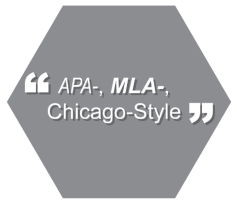 “ APA-, MLA-,
Chicago-Style ”